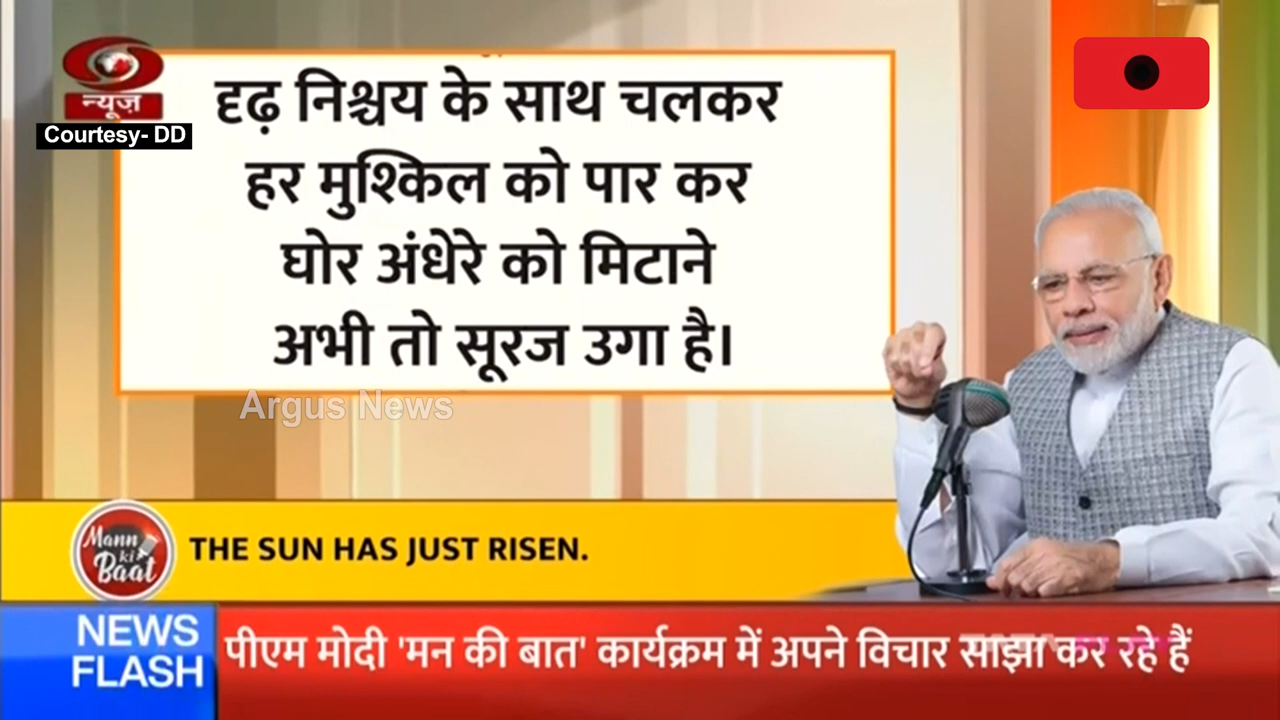 न्यूज़
Courtesy- DD
दृढ़ निश्चय के साथ चलकर
हर मुश्किल को पार कर
घोर अंधेरे को मिटाने
अभी तो सूरज उगा है।
Argus News
Mann
ki
Baat
THE SUN HAS JUST RISEN.
NEWS
FLASH
पीएम मोदी 'मन की बात' कार्यक्रम में अपने विचार साझा कर रहे हैं